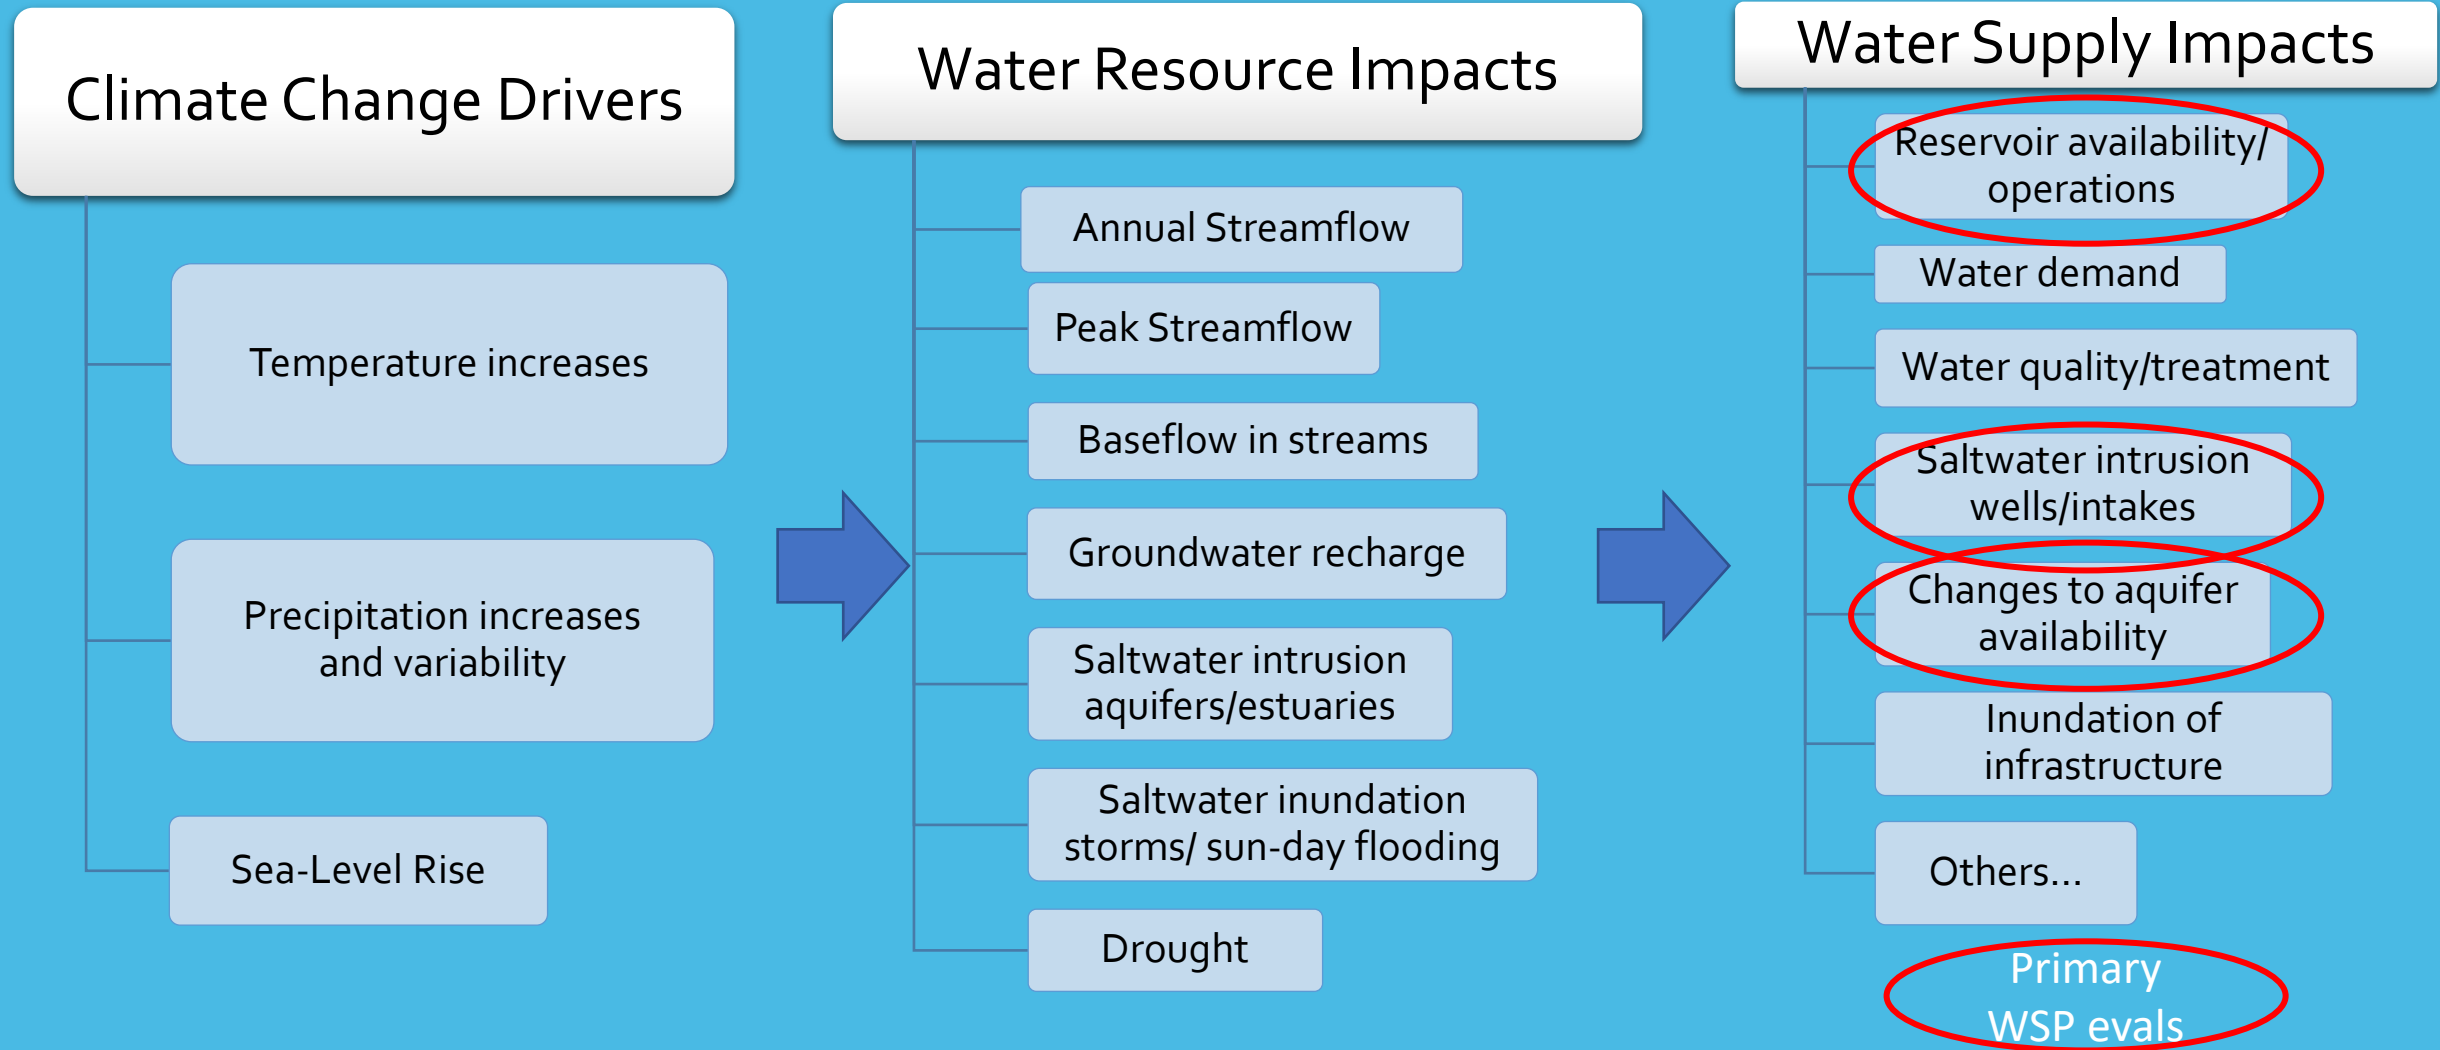 Climate Change Drivers
Temperature increases
Precipitation increases
and variability
Sea-Level Rise
Water Resource Impacts
Annual Streamflow
Peak Streamflow
Baseflow in streams
Groundwater recharge
Saltwater intrusion
aquifers/estuaries
Saltwater inundation
storms/ sun-day flooding
Drought
Water Supply Impacts
Reservoir availability/
operations
Water demand
Water quality/treatment
Saltwater intrusion
wells/intakes
Changes to aquifer
availability
Inundation of
infrastructure
Others...
Primary
WSP evals